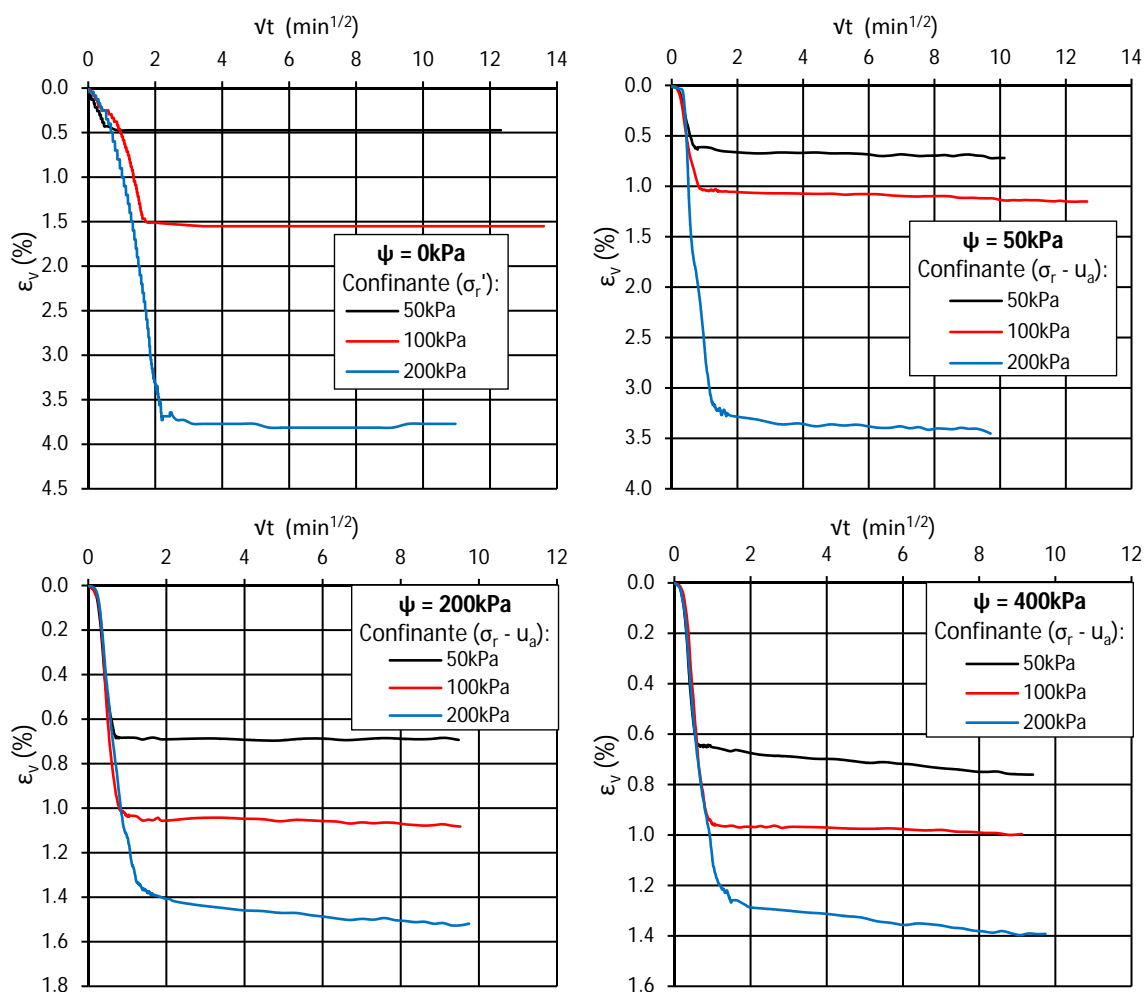 √t (min1/2)
0 2 4 6 8 10 12 14
0.0
0.5
1.0
1.5
2.0
2.5
3.0
3.5
4.0
4.5
εv (%)
ψ = 0kPa
Confinante (σr'):
50kPa
100kPa
200kPa
√t (min1/2)
0 2 4 6 8 10 12 14
0.0
0.5
1.0
1.5
2.0
2.5
3.0
3.5
4.0
εv (%)
ψ = 50kPa
Confinante (σr - ua):
50kPa
100kPa
200kPa
√t (min1/2)
0 2 4 6 8 10 12
0.0
0.2
0.4
0.6
0.8
1.0
1.2
1.4
1.6
1.8
εv (%)
ψ = 200kPa
Confinante (σr - ua):
50kPa
100kPa
200kPa
√t (min1/2)
0 2 4 6 8 10 12
0.0
0.2
0.4
0.6
0.8
1.0
1.2
1.4
1.6
εv (%)
ψ = 400kPa
Confinante (σr - ua):
50kPa
100kPa
200kPa